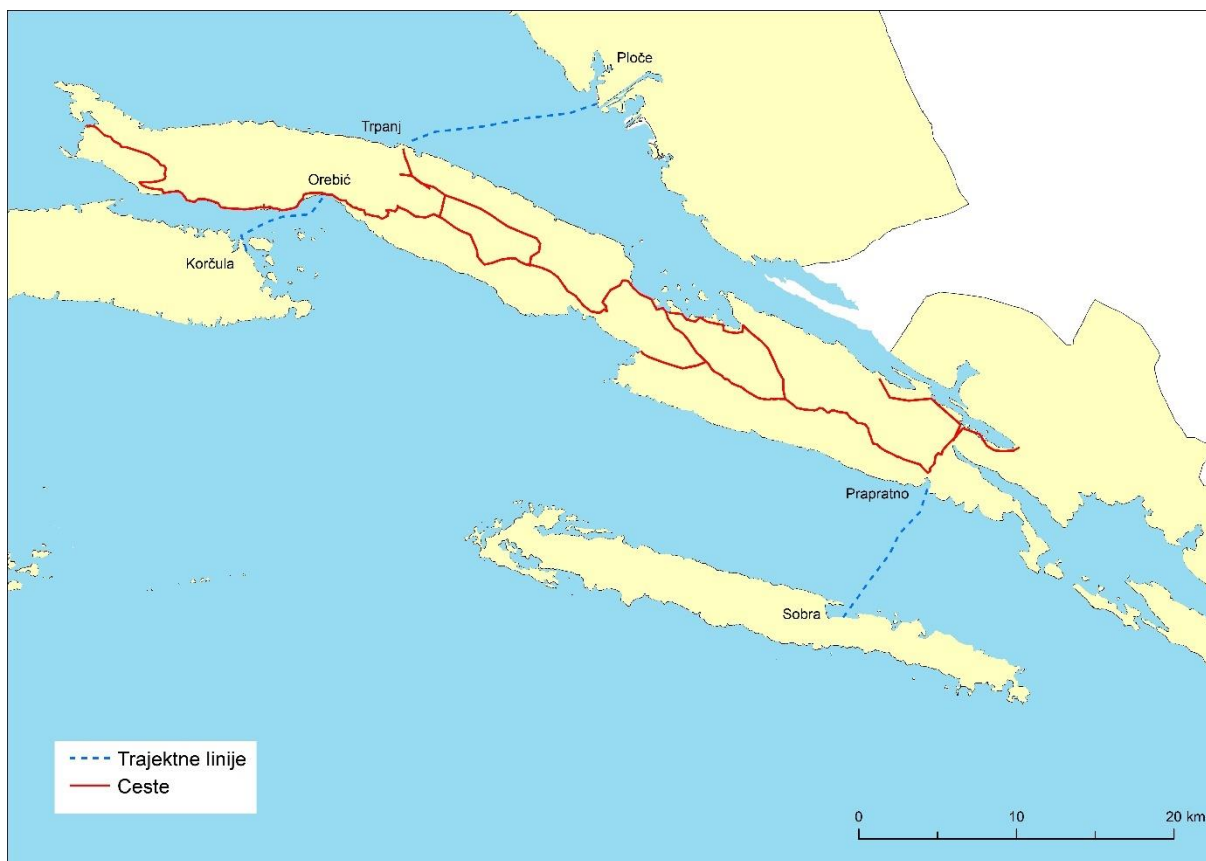 Ploče
Trpanj
Orebić
Korčula
Prapratno
Sobra
Trajektne linije
Ceste
0 10 20 km